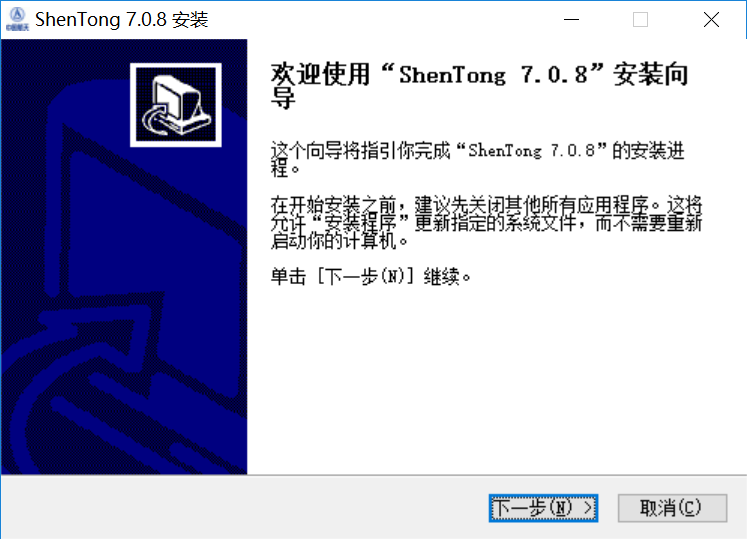 ShenTong 7.0.8 安装
欢迎使用“ShenTong 7.0.8”安装向
导
这个向导将指引你完成“ShenTong 7.0.8”的安装进
程。
在开始安装之前，建议先关闭其他所有应用程序。这将
允许“安装程序”更新指定的系统文件，而不需要重新
启动你的计算机。
单击 [下一步(N)] 继续。
下一步(N) >
取消(C)